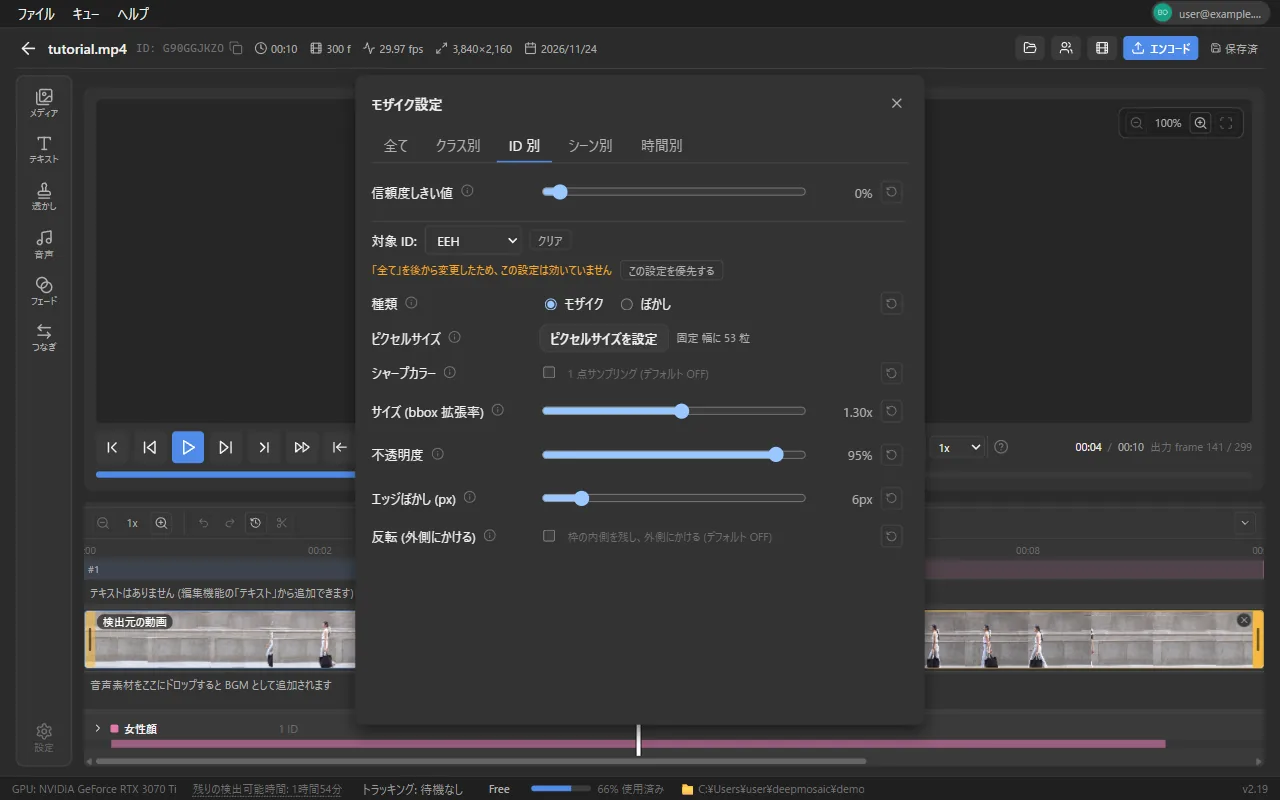 ファイル キュー ヘルプ BO user@example....
tutorial.mp4 ID: G90GGJKZO 00:10 300 f 29.97 fps 3,840×2,160 2026/11/24 エンコード 保存済
メディア
テキスト
透かし
音声
フェード
つなぎ
設定
モザイク設定
全て クラス別 ID 別 シーン別 時間別
信頼度しきい値 0%
対象 ID: EEH クリア
「全て」を後から変更したため、この設定は効いていません この設定を優先する
種類 モザイク ぼかし
ピクセルサイズ ピクセルサイズを設定 固定 幅に 53 粒
シャープカラー 1 点サンプリング (デフォルト OFF)
サイズ (bbox 拡張率) 1.30x
不透明度 95%
エッジぼかし (px) 6px
反転 (外側にかける) 枠の内側を残し、外側にかける (デフォルト OFF)
100%
1x 00:04 / 00:10 出力 frame 141 / 299
1x
:00 00:02 00:08 00:
#1
テキストはありません (編集機能の「テキスト」から追加できます)
検出元の動画
音声素材をここにドロップすると BGM として追加されます
女性顔 1 ID
GPU: NVIDIA GeForce RTX 3070 Ti 残りの検出可能時間: 1時間54分 トラッキング: 待機なし Free 66% 使用済み C:¥Users¥user¥deepmosaic¥demo v2.19